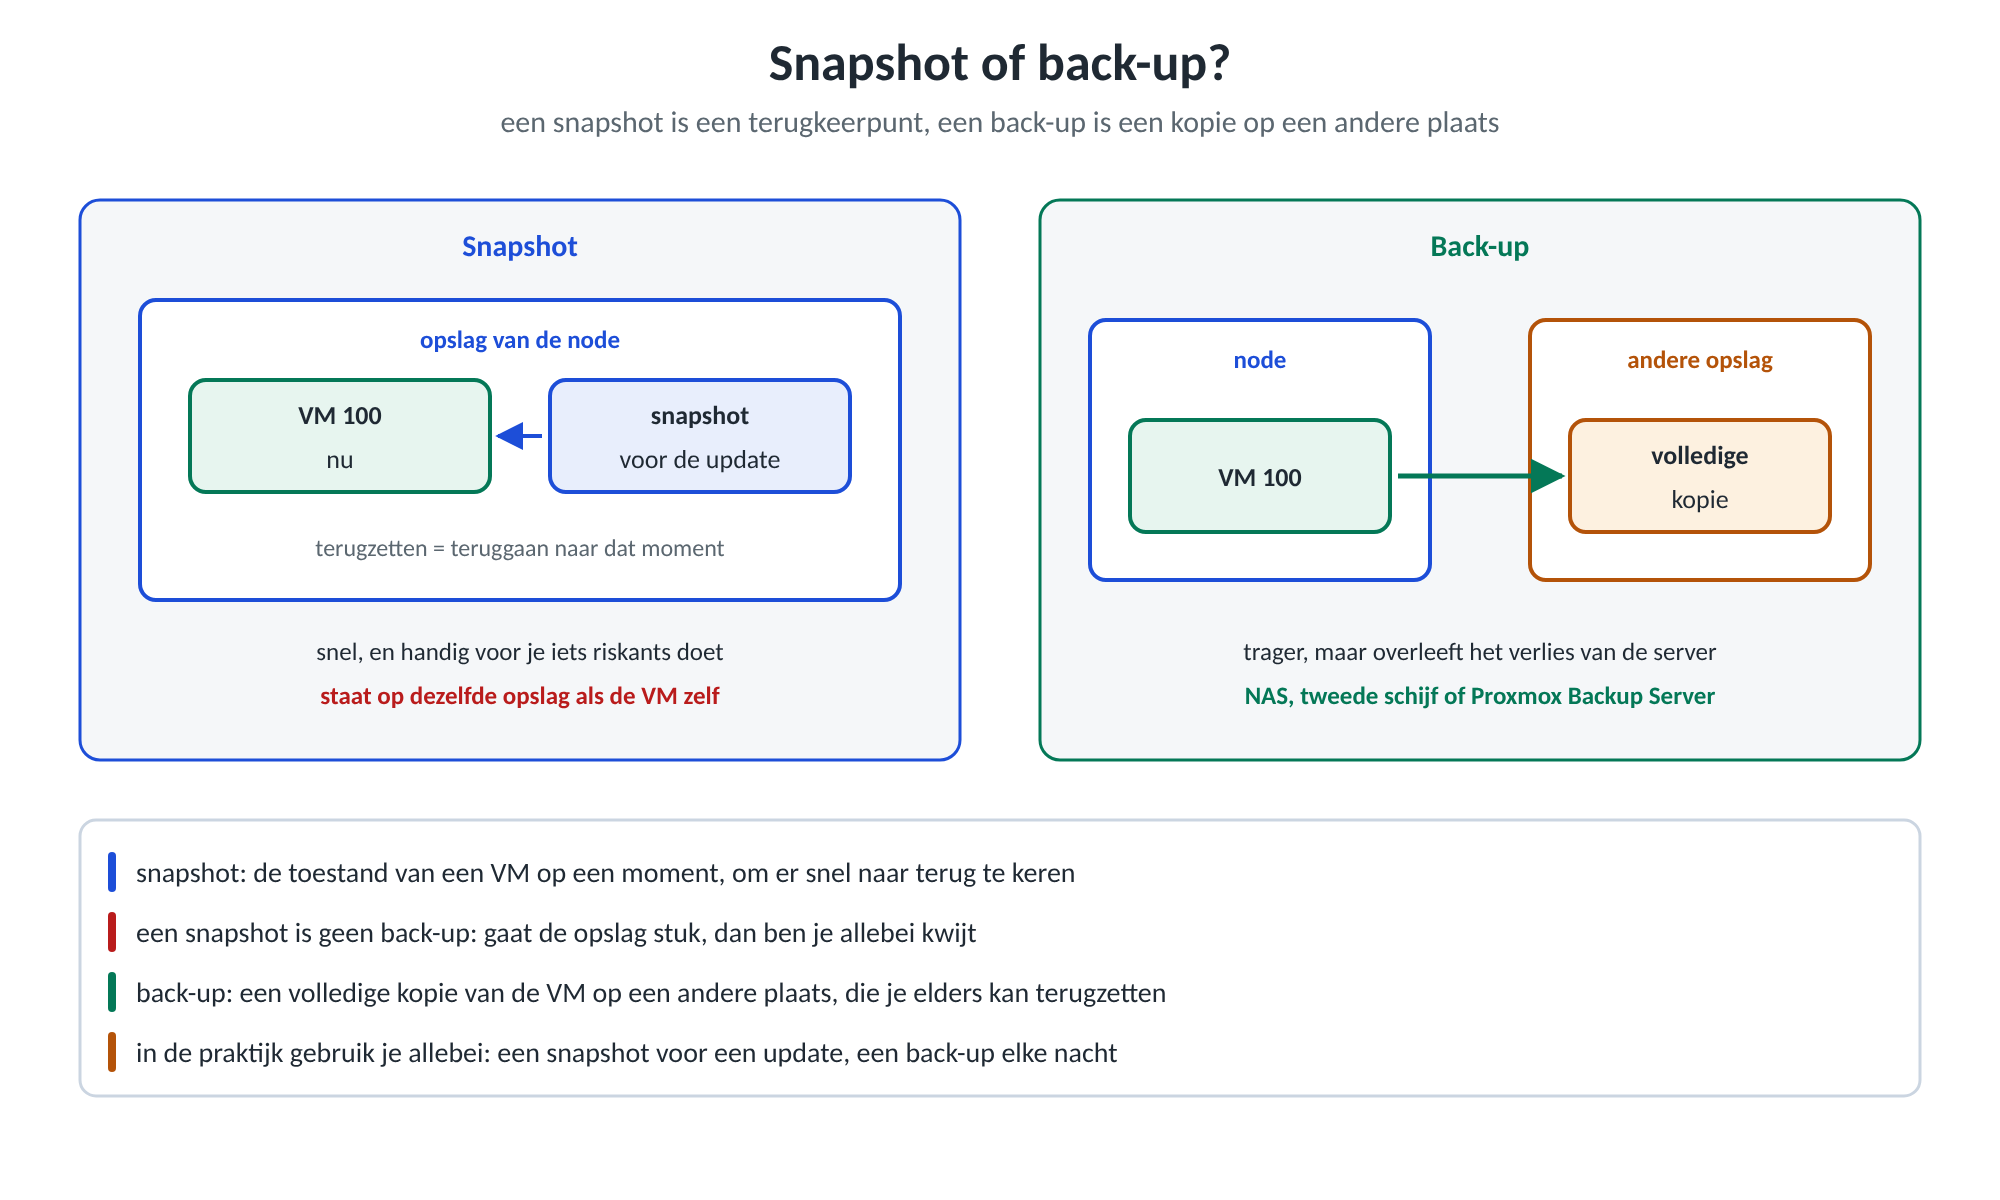 Snapshot of back-up?
een snapshot is een terugkeerpunt, een back-up is een kopie op een andere plaats
Snapshot
opslag van de node
VM 100
nu
snapshot
voor de update
terugzetten = teruggaan naar dat moment
snel, en handig voor je iets riskants doet
staat op dezelfde opslag als de VM zelf
Back-up
node
VM 100
andere opslag
volledige
kopie
trager, maar overleeft het verlies van de server
NAS, tweede schijf of Proxmox Backup Server
snapshot: de toestand van een VM op een moment, om er snel naar terug te keren
een snapshot is geen back-up: gaat de opslag stuk, dan ben je allebei kwijt
back-up: een volledige kopie van de VM op een andere plaats, die je elders kan terugzetten
in de praktijk gebruik je allebei: een snapshot voor een update, een back-up elke nacht